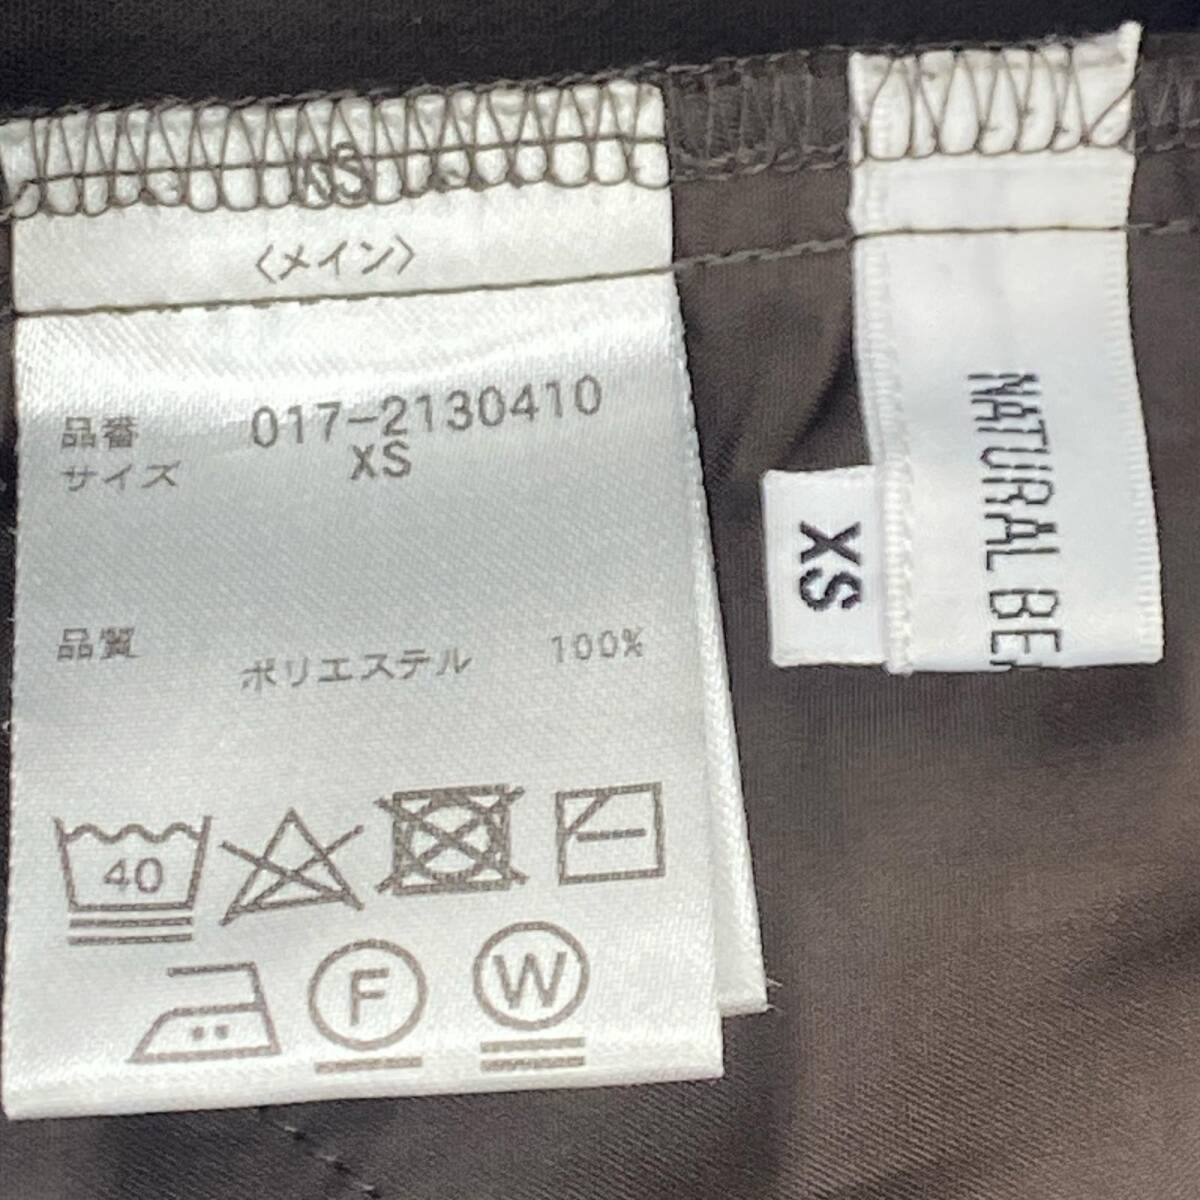 XS
〈メイン〉
品番 017-2130410
サイズ XS
品質 ポリエステル 100%
40
F
W
NATURAL BE
XS